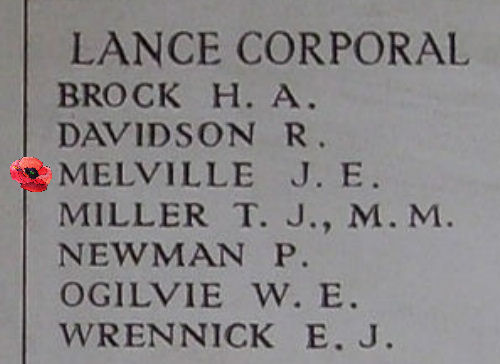 LANCE CORPORAL
BROCK H. A.
DAVIDSON R.
MELVILLE J. E.
MILLER T. J., M. M.
NEWMAN P.
OGILVIE W. E.
WRENNICK E. J.